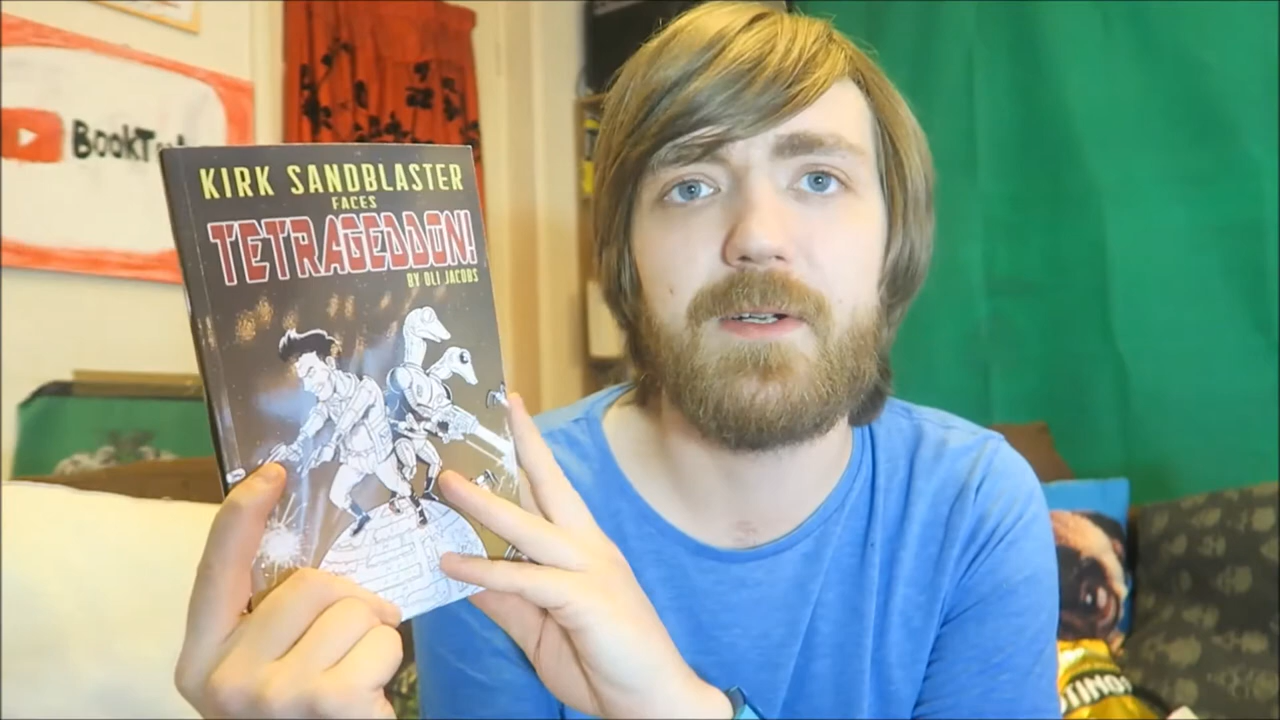 BookT
KIRK SANDBLASTER
FACES
TETRAGEDDON!
BY OLI JACOBS